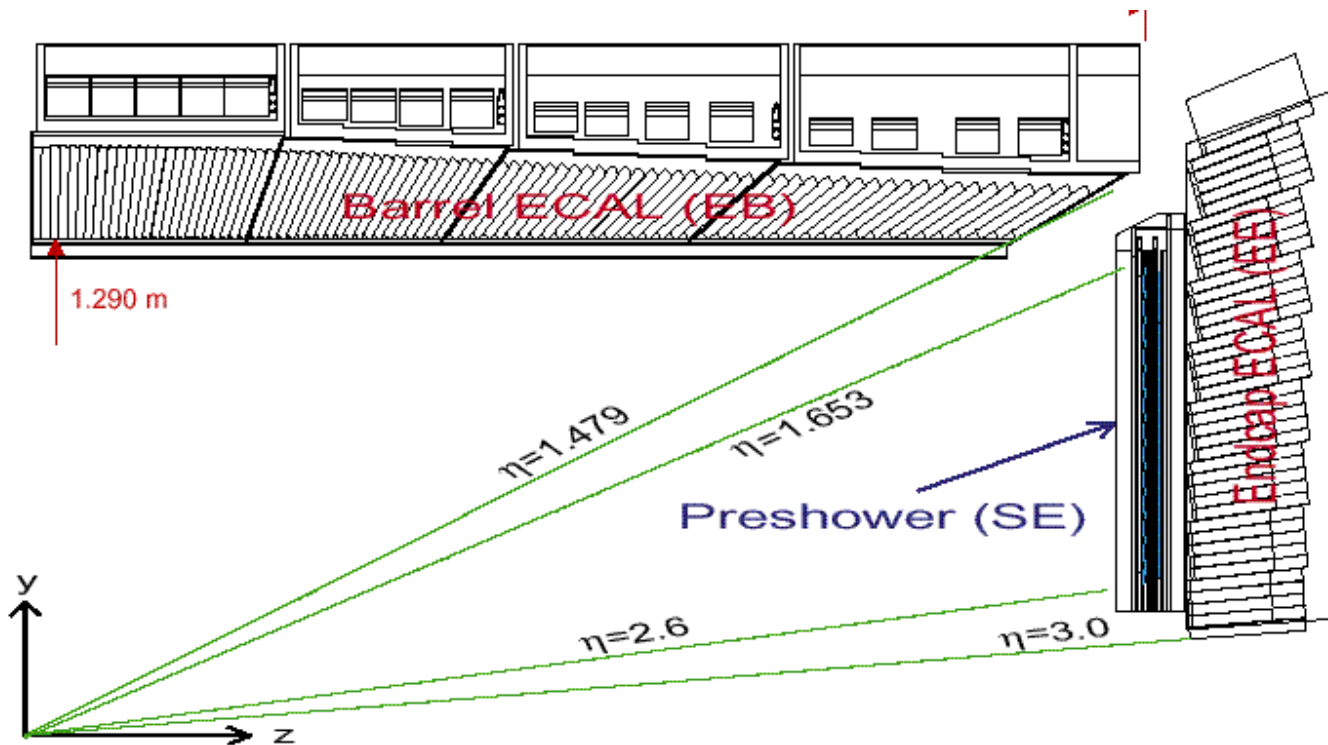 Barrel ECAL (EB)
1.290 m
Endcap ECAL (EE)
η=1.479
η=1.653
Preshower (SE)
y
η=2.6
η=3.0
z